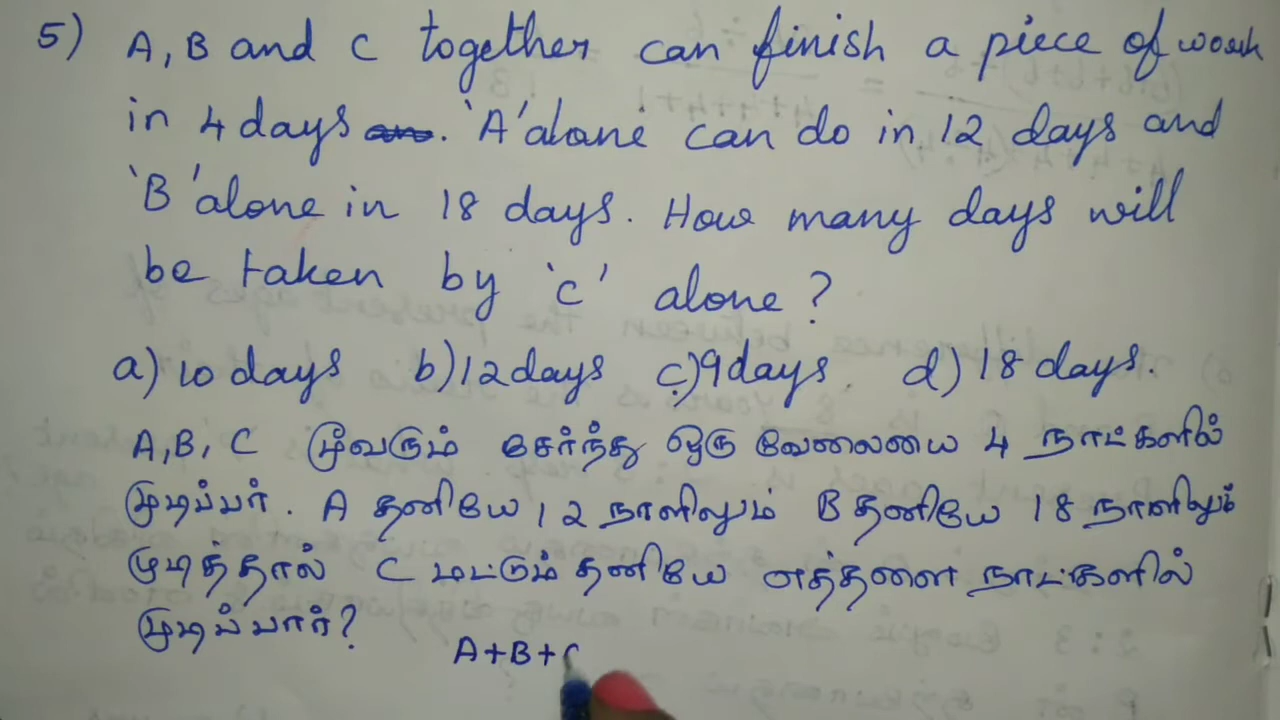 5) A, B and C together can finish a piece of work
in 4 days. 'A' alone can do in 12 days and
'B' alone in 18 days. How many days will
be taken by 'C' alone?
a) 10 days b) 12 days c) 9 days. d) 18 days.
A, B, C மூவரும் சேர்ந்து ஒரு வேலையை 4 நாட்களில்
முடிப்பர். A தனியே 12 நாளிலும் B தனியே 18 நாளிலும்
முடித்தால் C மட்டும் தனியே எத்தனை நாட்களில்
முடிப்பார்?
A+B+C